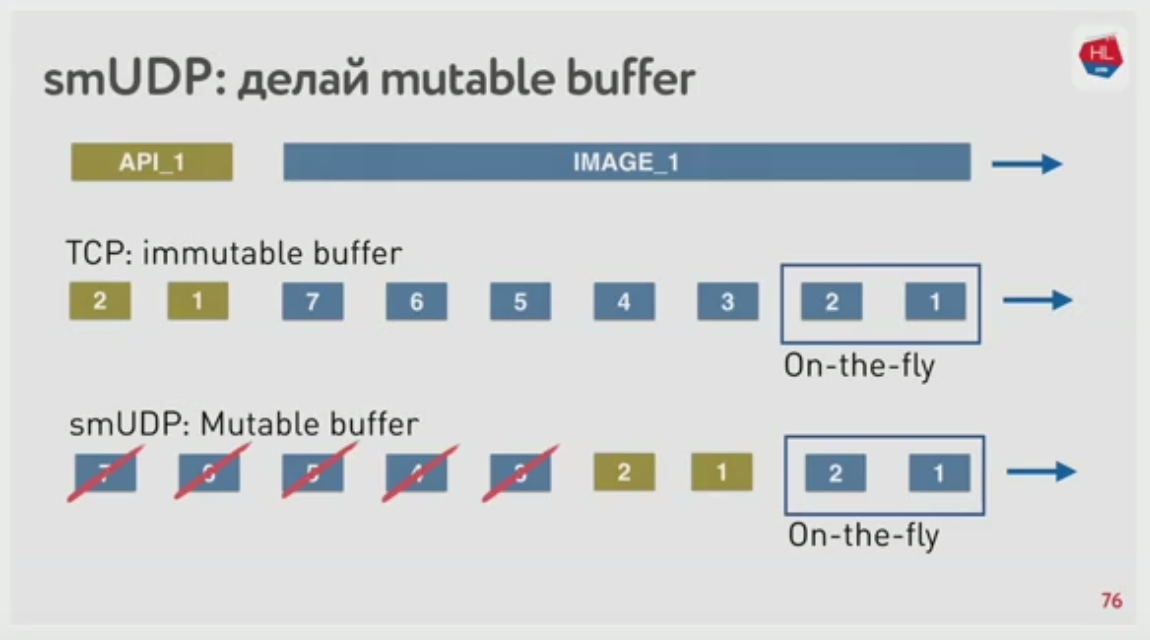 smUDP: делай mutable buffer
HL
API_1 IMAGE_1
TCP: immutable buffer
2 1 7 6 5 4 3 2 1
On-the-fly
smUDP: Mutable buffer
7 6 5 4 3 2 1 2 1
On-the-fly
76